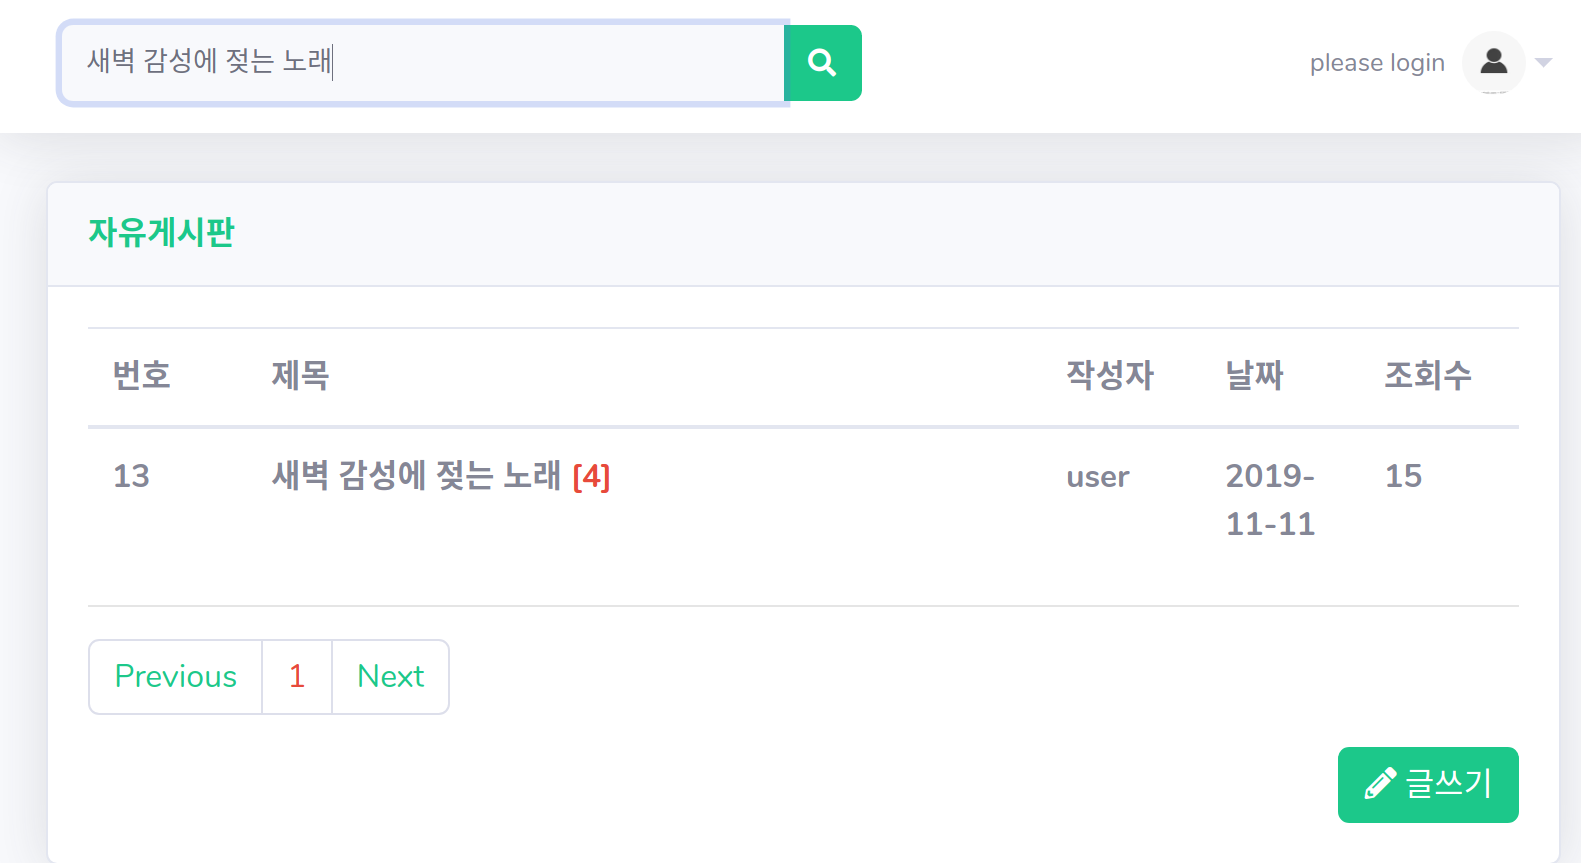 새벽 감성에 젖는 노래
please login
자유게시판
번호 제목 작성자 날짜 조회수
13 새벽 감성에 젖는 노래 [4] user 2019- 15
11-11
Previous 1 Next
글쓰기